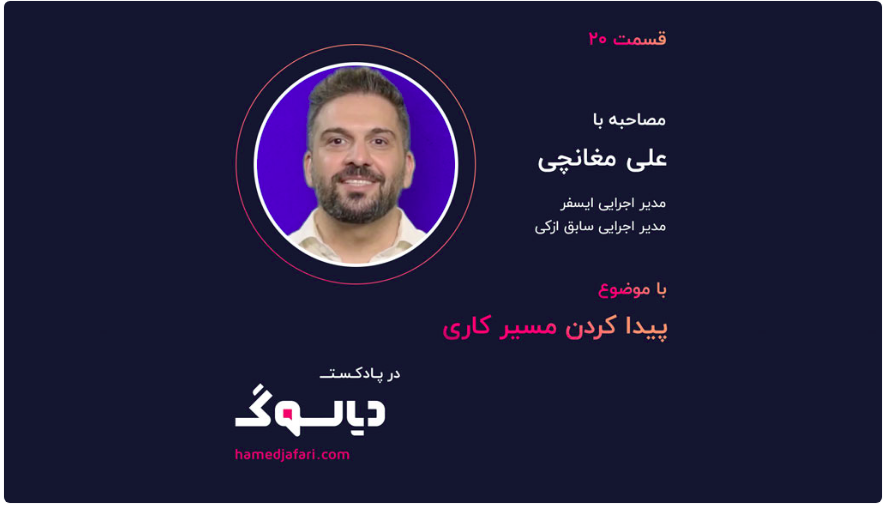 قسمت ۲۰
مصاحبه با
علی مغانچی
مدیر اجرایی ایسفر
مدیر اجرایی سابق ازکی
با موضوع
پیدا کردن مسیر کاری
در پـادکـستــ
دیالوگ
hamedjafari.com